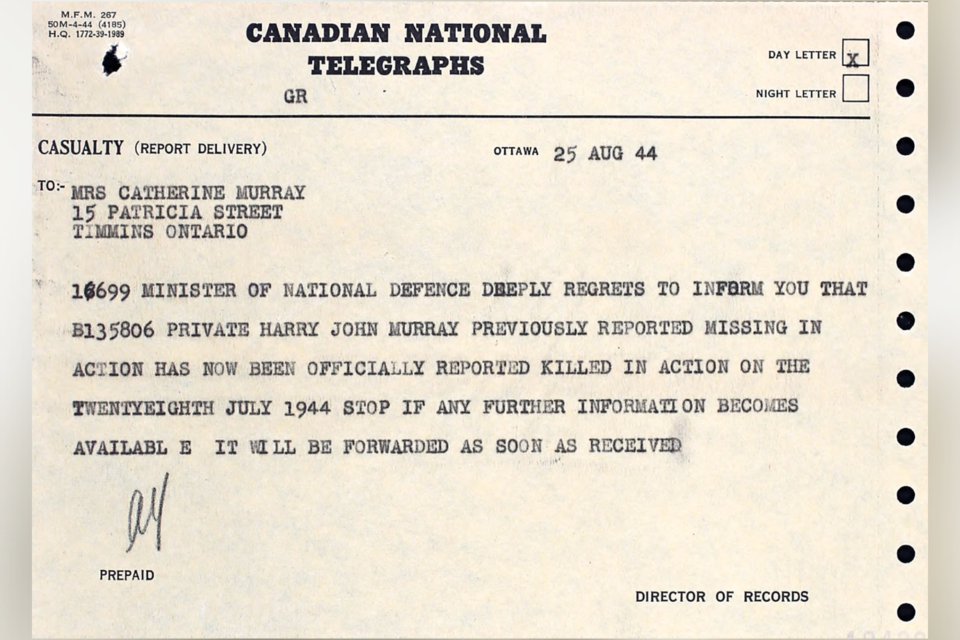 M.F.M. 267
50M-4-44 (4185)
H.Q. 1772-39-1989
CANADIAN NATIONAL
TELEGRAPHS
GR
DAY LETTER X
NIGHT LETTER
CASUALTY (REPORT DELIVERY)
OTTAWA 25 AUG 44
TO:- MRS CATHERINE MURRAY
15 PATRICIA STREET
TIMMINS ONTARIO
16699 MINISTER OF NATIONAL DEFENCE DEEPLY REGRETS TO INFORM YOU THAT
B135806 PRIVATE HARRY JOHN MURRAY PREVIOUSLY REPORTED MISSING IN
ACTION HAS NOW BEEN OFFICIALLY REPORTED KILLED IN ACTION ON THE
TWENTYEIGHTH JULY 1944 STOP IF ANY FURTHER INFORMATION BECOMES
AVAILABL E IT WILL BE FORWARDED AS SOON AS RECEIVED
PREPAID
DIRECTOR OF RECORDS